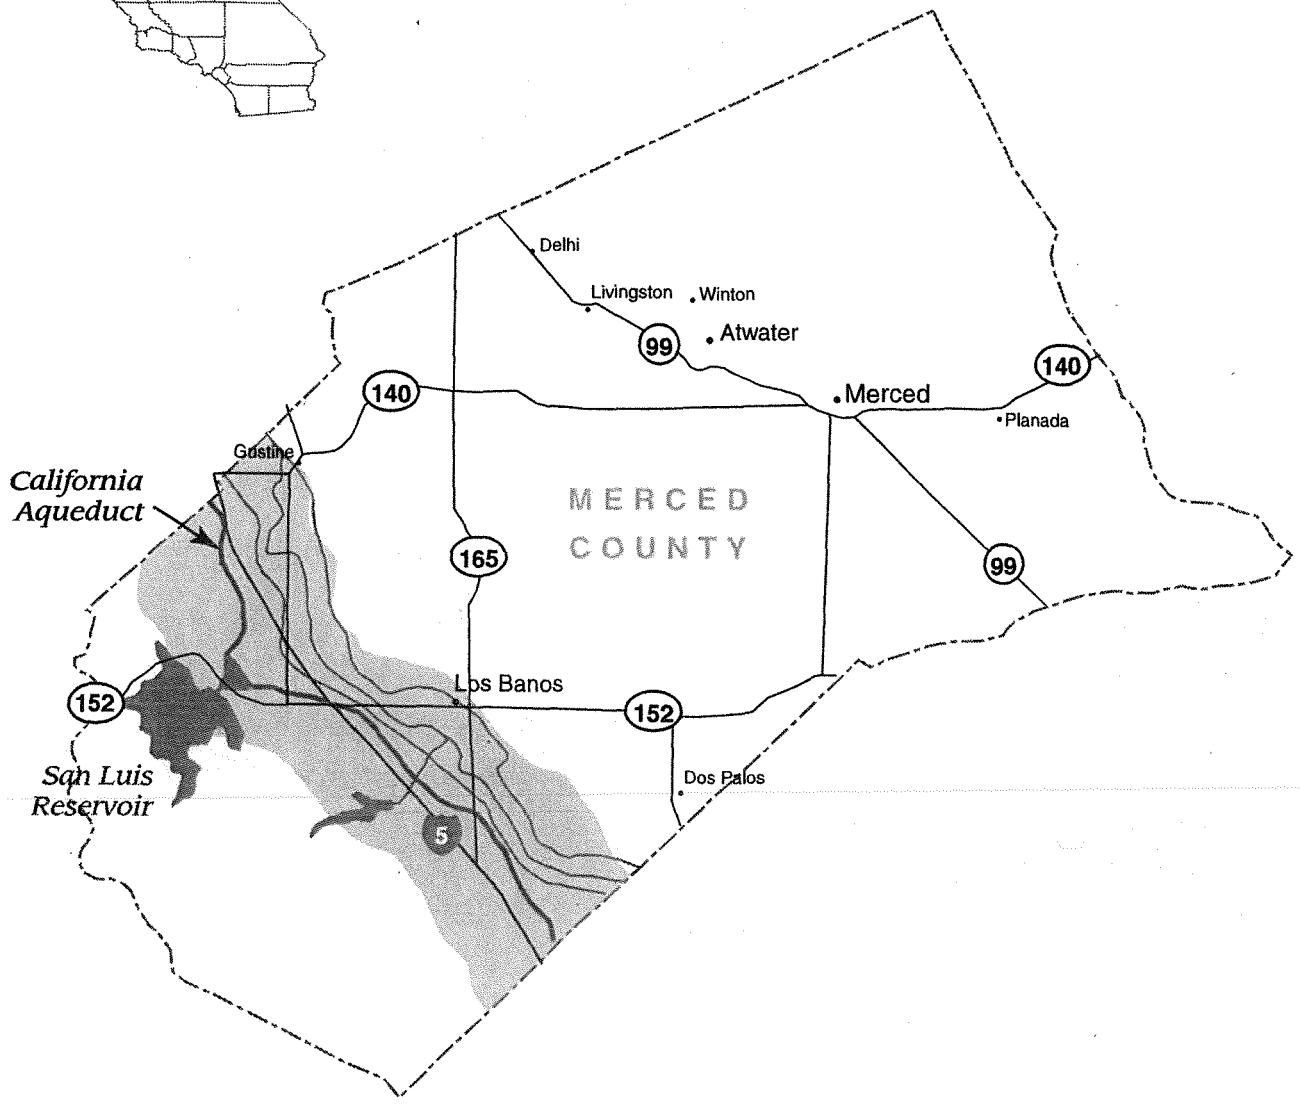 Delhi
Livingston
Winton
99
Atwater
140
140
Merced
Planada
Gustine
California
Aqueduct
MERCED
COUNTY
165
99
Los Banos
152
152
San Luis
Reservoir
Dos Palos
5